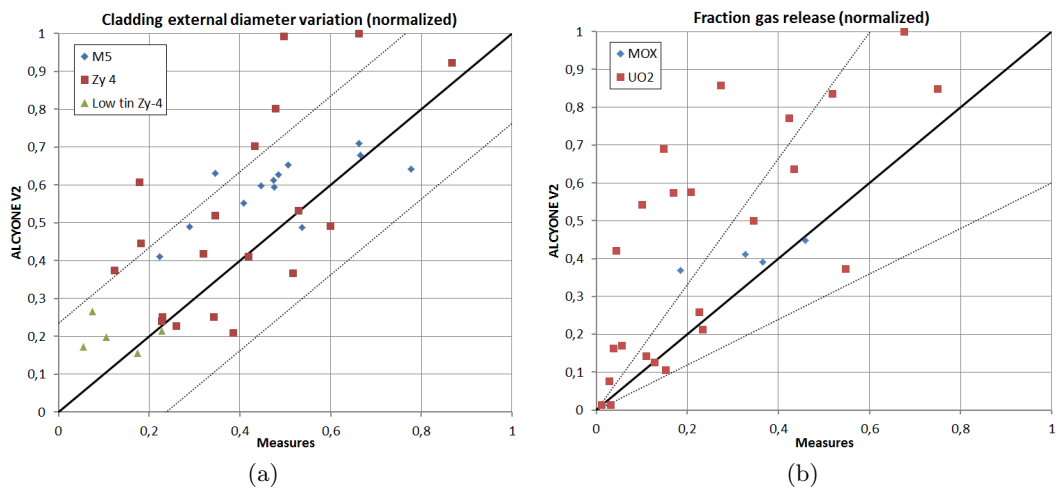 Cladding external diameter variation (normalized)
1
0,9
0,8
0,7
0,6
0,5
0,4
0,3
0,2
0,1
0
ALCYONE V2
M5
Zy 4
Low tin Zy-4
0
0,2
0,4
0,6
0,8
1
Measures
(a)
Fraction gas release (normalized)
1
0,9
0,8
0,7
0,6
0,5
0,4
0,3
0,2
0,1
0
ALCYONE V2
MOX
UO2
0
0,2
0,4
0,6
0,8
1
Measures
(b)